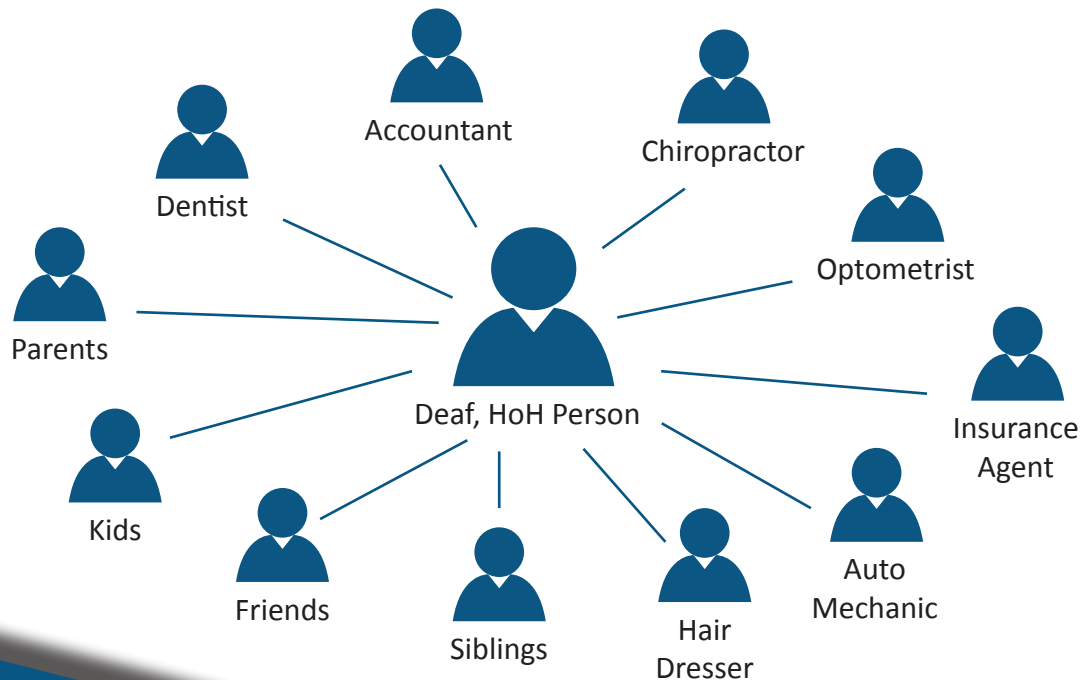 Accountant
Chiropractor
Dentist
Optometrist
Parents
Deaf, HoH Person
Insurance
Agent
Kids
Auto
Mechanic
Friends
Siblings
Hair
Dresser